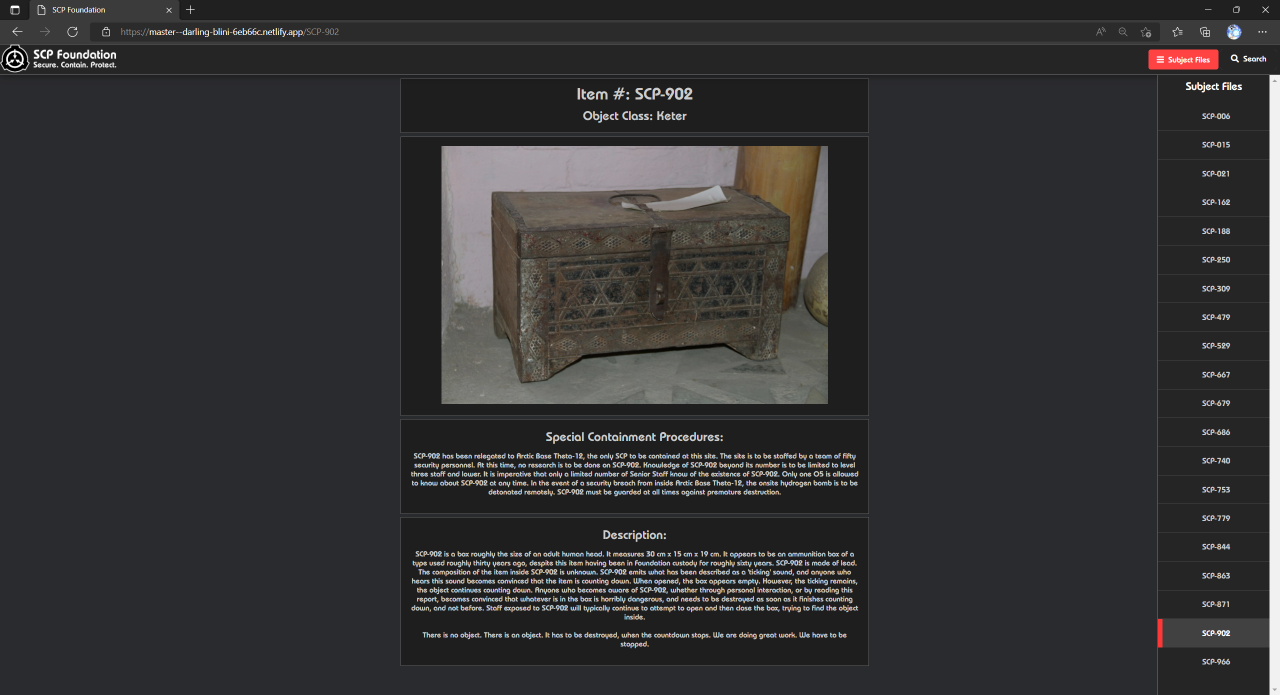 SCP Foundation
https://master--darling-blini-6eb66c.netlify.app/SCP-902
SCP Foundation
Secure. Contain. Protect.
Subject Files
Search
Item #: SCP-902
Object Class: Keter
Special Containment Procedures:
SCP-902 has been relegated to Arctic Base Theta-12, the only SCP to be contained at this site. The site is to be staffed by a team of fifty
security personnel. At this time, no research is to be done on SCP-902. Knowledge of SCP-902 beyond its number is to be limited to level
three staff and lower. It is imperative that only a limited number of Senior Staff know of the existence of SCP-902. Only one O5 is allowed
to know about SCP-902 at any time. In the event of a security breach from inside Arctic Base Theta-12, the onsite hydrogen bomb is to be
detonated remotely. SCP-902 must be guarded at all times against premature destruction.
Description:
SCP-902 is a box roughly the size of an adult human head. It measures 30 cm x 15 cm x 19 cm. It appears to be an ammunition box of a
type used roughly thirty years ago, despite this item having been in Foundation custody for roughly sixty years. SCP-902 is made of lead.
The composition of the item inside SCP-902 is unknown. SCP-902 emits what has been described as a 'ticking' sound, and anyone who
hears this sound becomes convinced that the item is counting down. When opened, the box appears empty. However, the ticking remains,
the object continues counting down. Anyone who becomes aware of SCP-902, whether through personal interaction, or by reading this
report, becomes convinced that whatever is in the box is horribly dangerous, and needs to be destroyed as soon as it finishes counting
down, and not before. Staff exposed to SCP-902 will typically continue to attempt to open and then close the box, trying to find the object
inside.
There is no object. There is an object. It has to be destroyed, when the countdown stops. We are doing great work. We have to be
stopped.
Subject Files
SCP-006
SCP-015
SCP-021
SCP-162
SCP-188
SCP-250
SCP-309
SCP-479
SCP-529
SCP-667
SCP-679
SCP-686
SCP-740
SCP-753
SCP-779
SCP-844
SCP-863
SCP-871
SCP-902
SCP-966